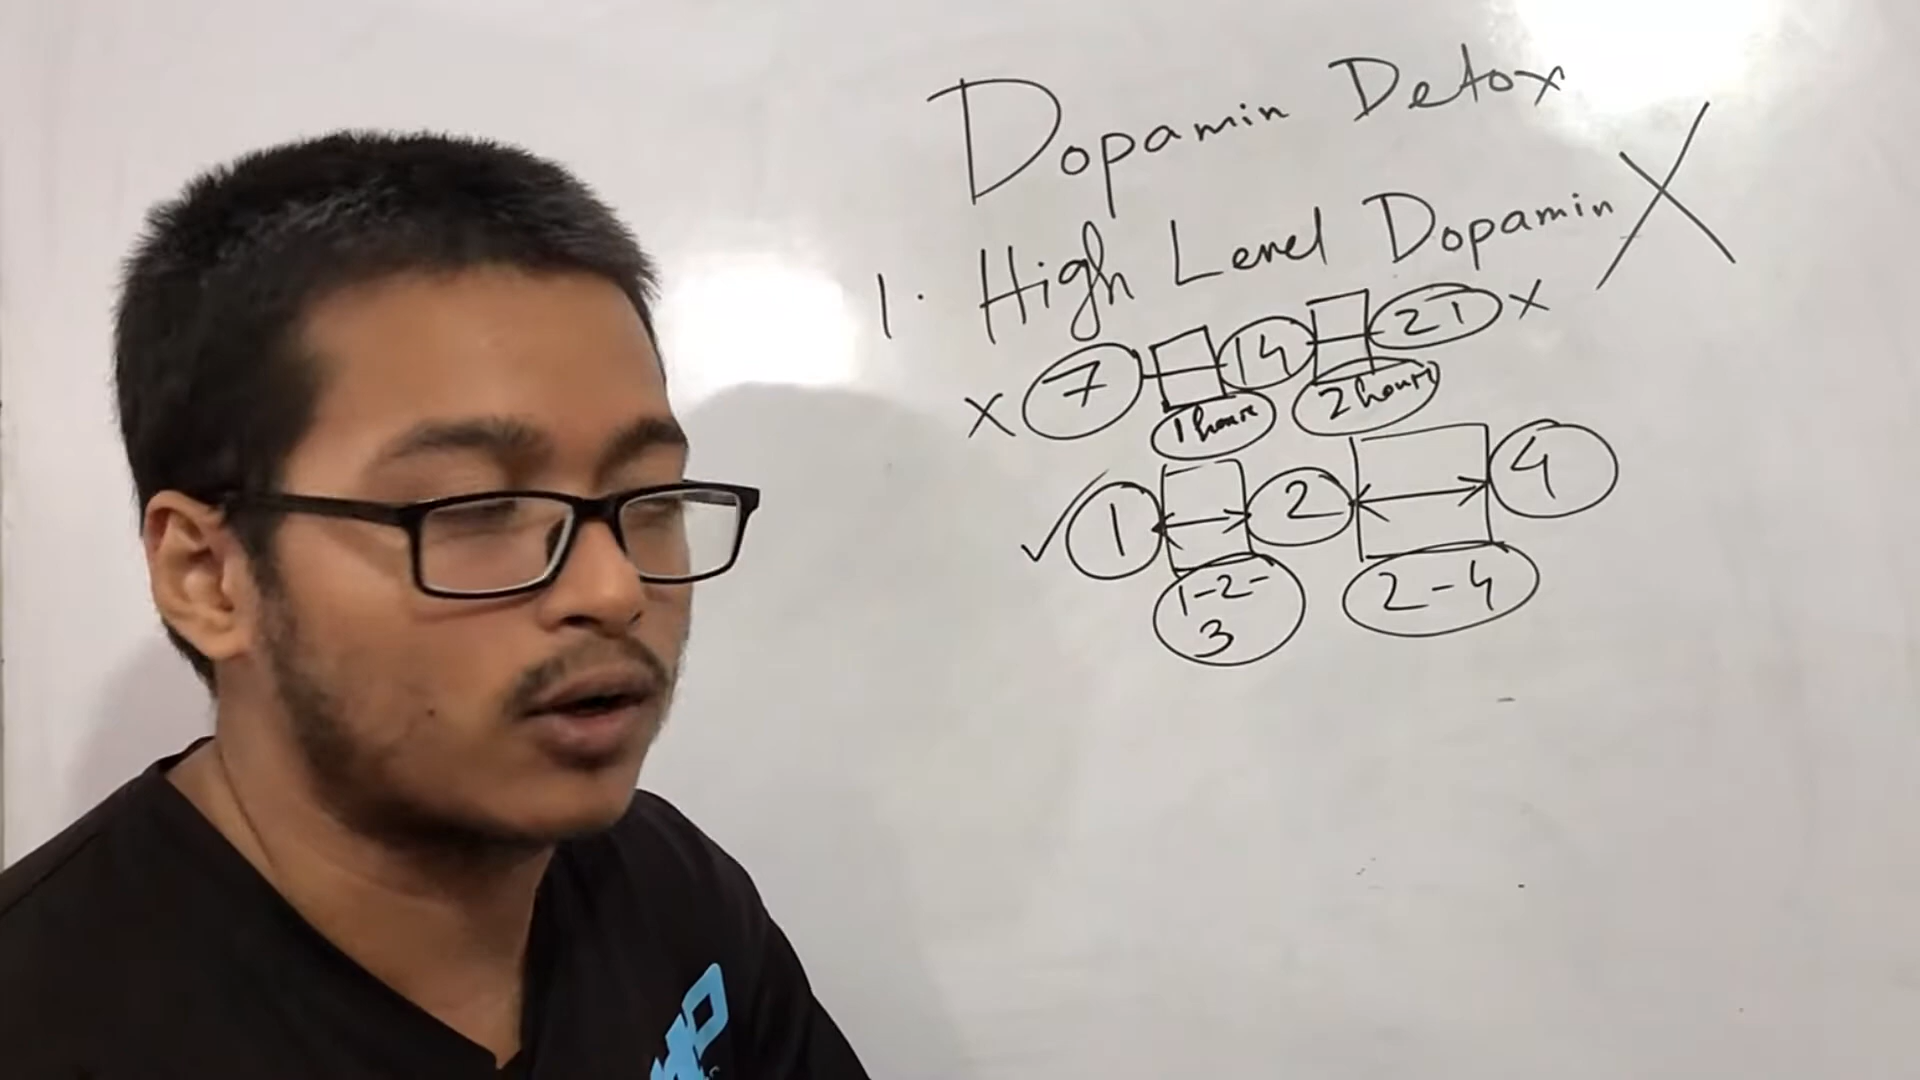 Dopamin Detox
1. High Level Dopamin X
x 7 14 21 x
1 hours 2 hours
✓ 1 2 4
1-2-
3
2-4